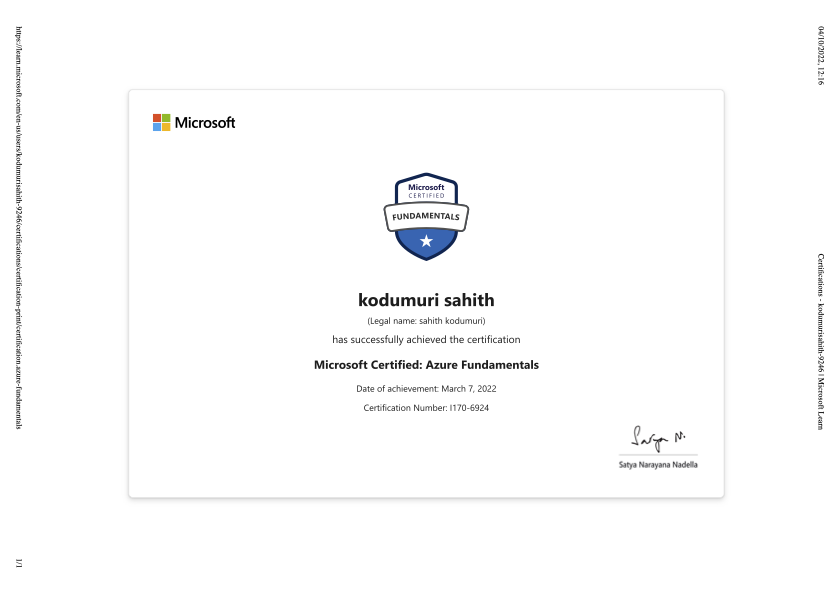 04/10/2022, 12:16
Certifications - kodumurisahith-9246 | Microsoft Learn
Microsoft
Microsoft
CERTIFIED
FUNDAMENTALS
kodumuri sahith
(Legal name: sahith kodumuri)
has successfully achieved the certification
Microsoft Certified: Azure Fundamentals
Date of achievement: March 7, 2022
Certification Number: I170-6924
Satya N.
Satya Narayana Nadella
https://learn.microsoft.com/en-us/users/kodumurisahith-9246/certifications/certification-print/certification.azure-fundamentals
1/1